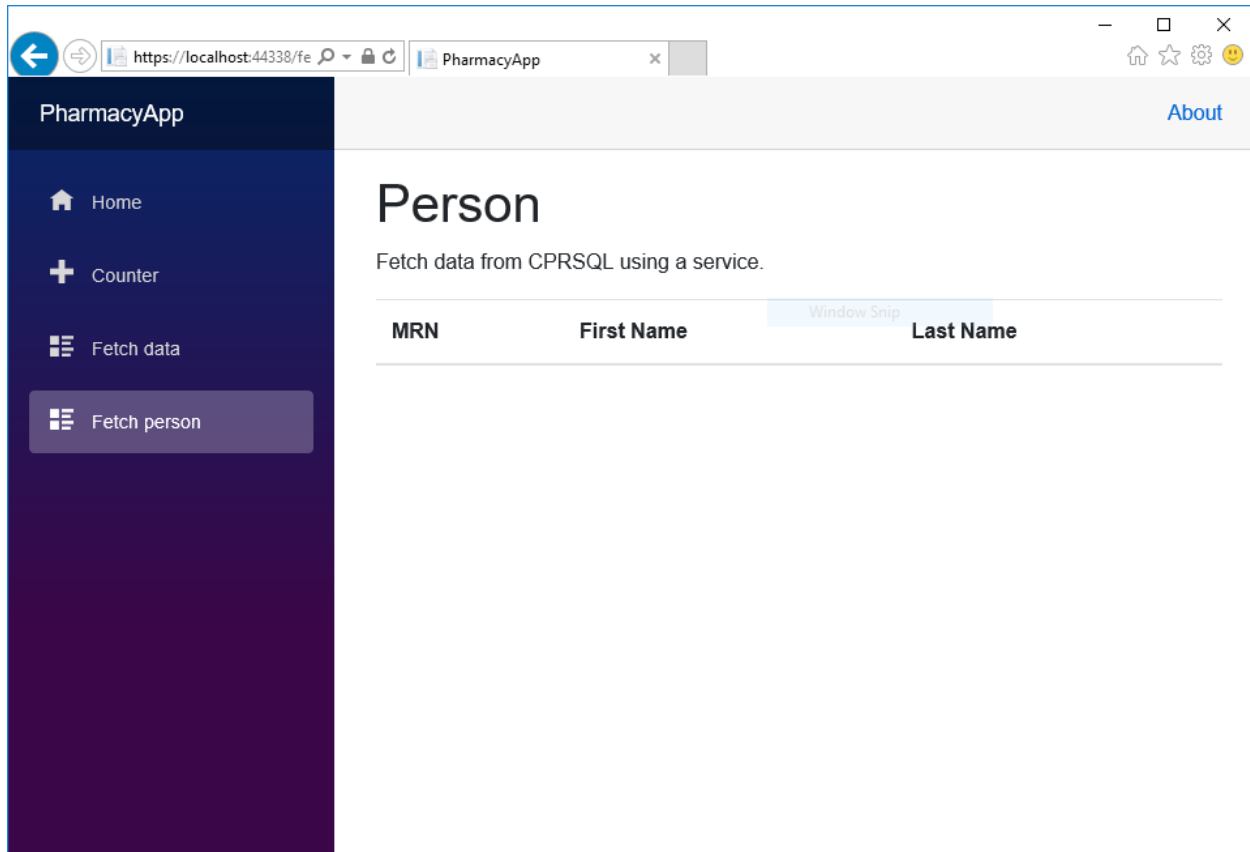 https://localhost:44338/fe
PharmacyApp
PharmacyApp
About
Home
Counter
Fetch data
Fetch person
Person
Fetch data from CPRSQL using a service.
Window Snip
MRN First Name Last Name